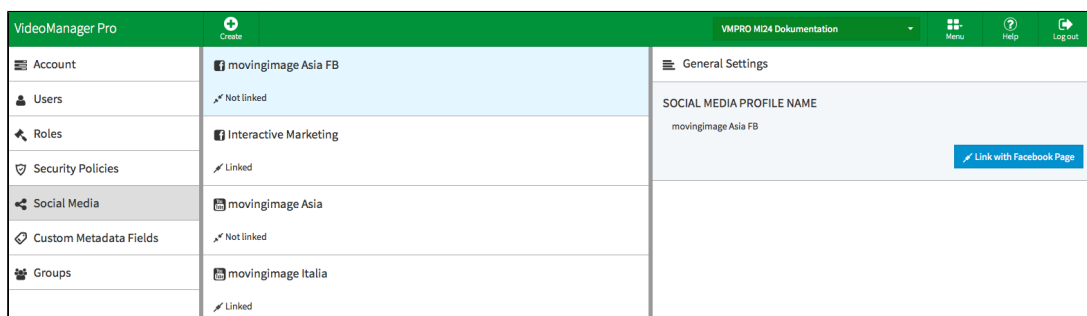 VideoManager Pro
Create
VMPRO MI24 Dokumentation
Menu
Help
Log out
Account
Users
Roles
Security Policies
Social Media
Custom Metadata Fields
Groups
movingimage Asia FB
Not linked
Interactive Marketing
Linked
movingimage Asia
Not linked
movingimage Italia
Linked
General Settings
SOCIAL MEDIA PROFILE NAME
movingimage Asia FB
Link with Facebook Page